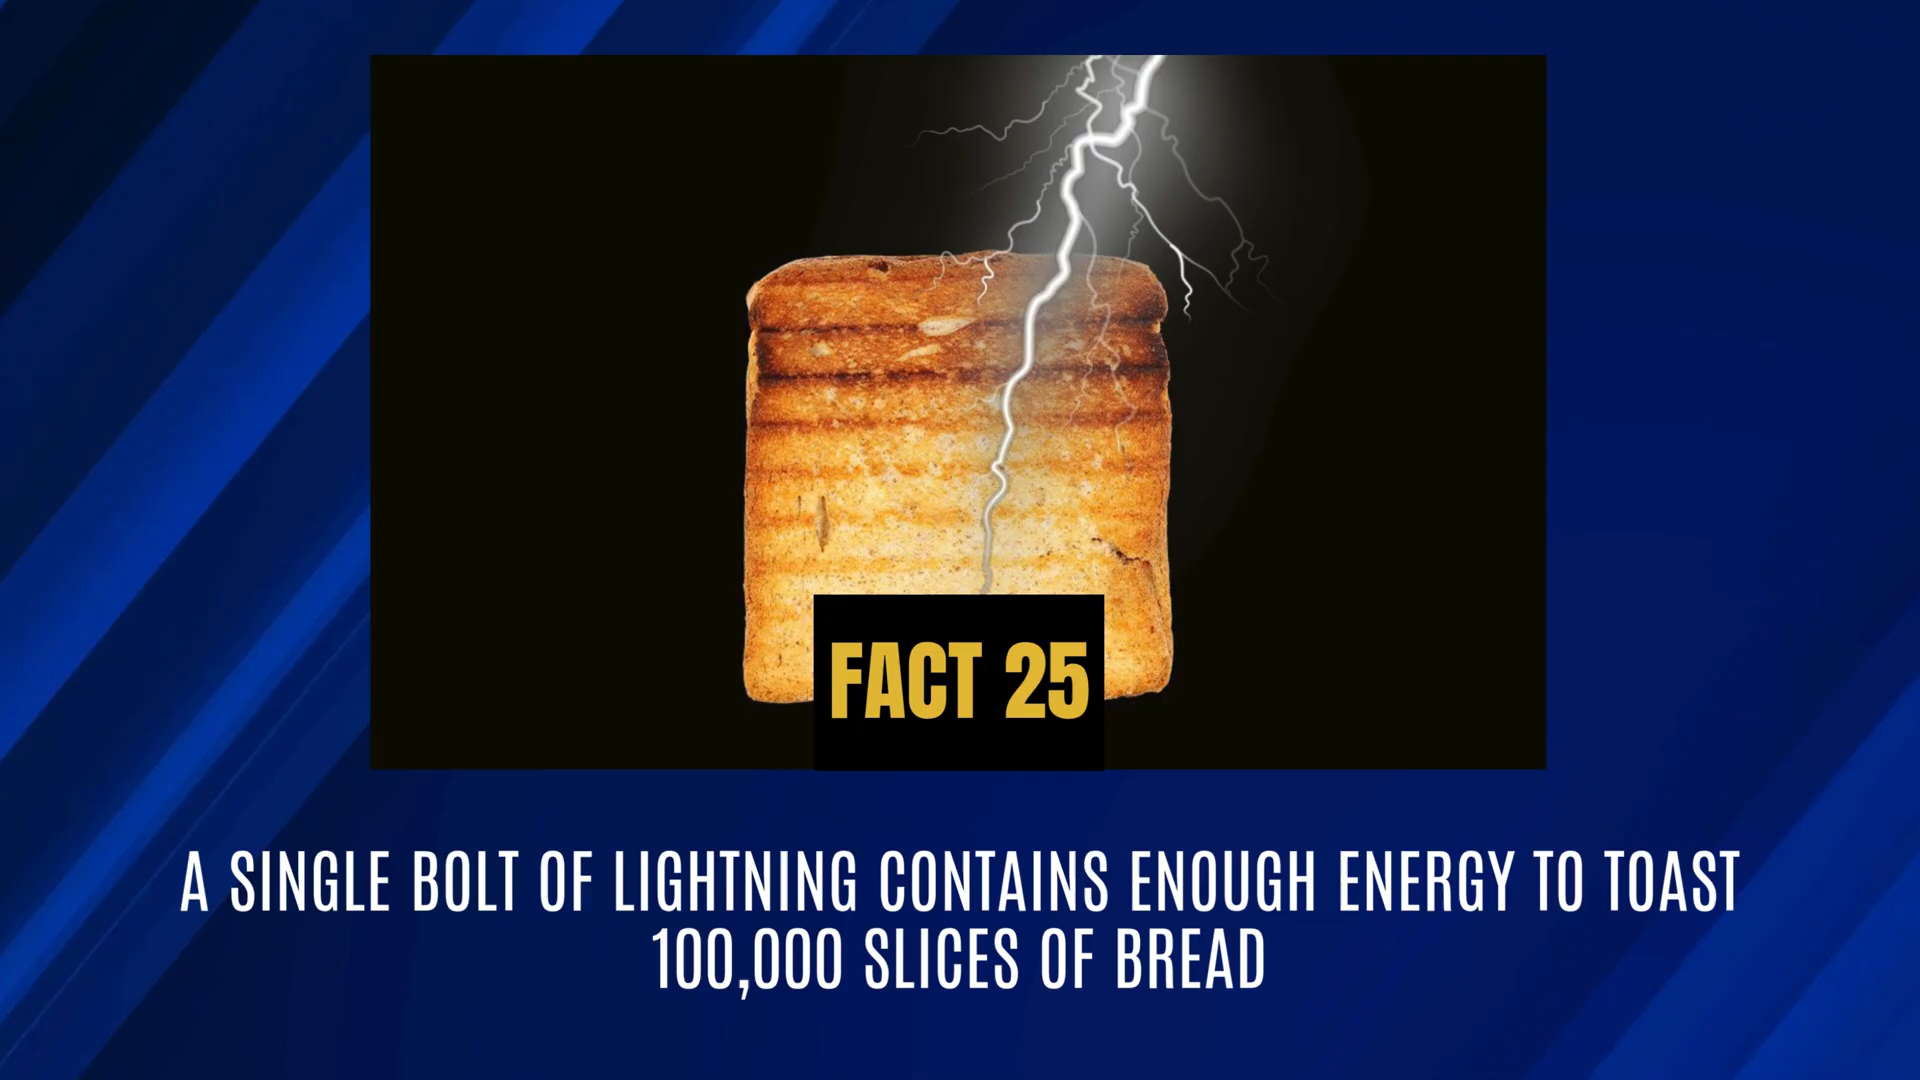 FACT 25
A SINGLE BOLT OF LIGHTNING CONTAINS ENOUGH ENERGY TO TOAST
100,000 SLICES OF BREAD